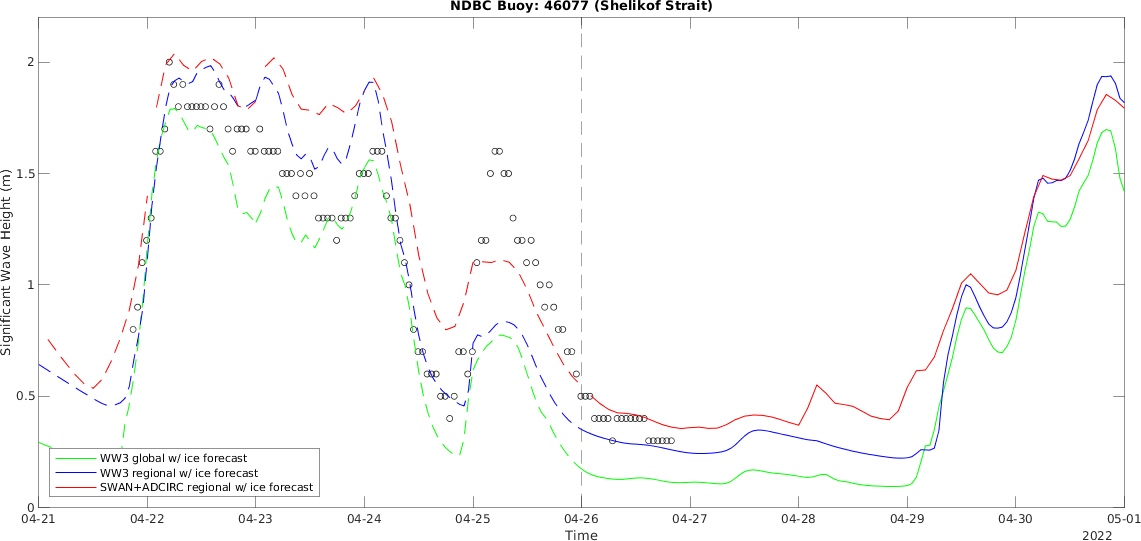 NDBC Buoy: 46077 (Shelikof Strait)
Significant Wave Height (m)
2
1.5
1
0.5
0
WW3 global w/ ice forecast
WW3 regional w/ ice forecast
SWAN+ADCIRC regional w/ ice forecast
04-21 04-22 04-23 04-24 04-25 04-26 04-27 04-28 04-29 04-30 05-01
Time
2022